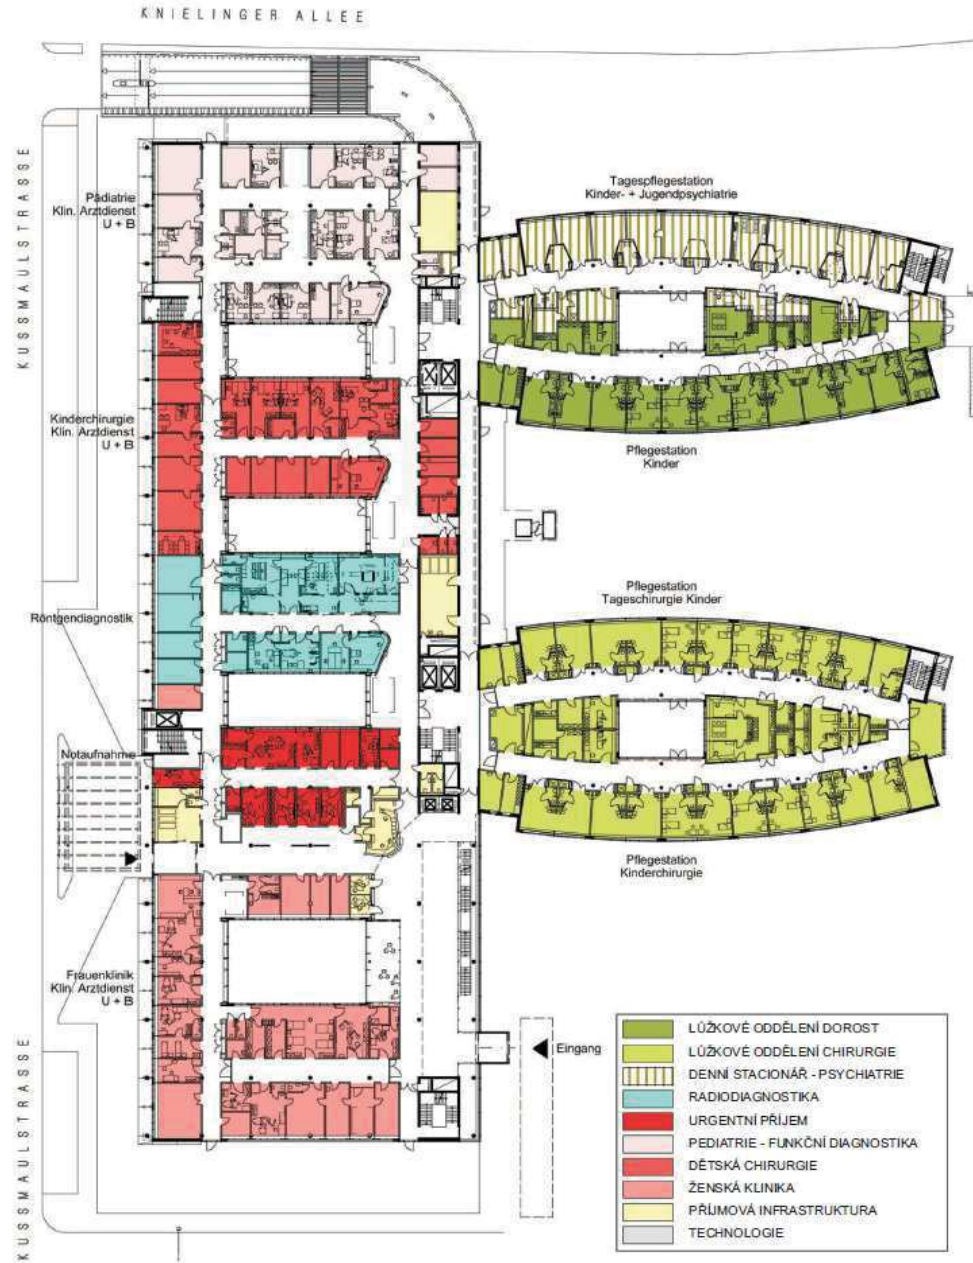 KNIELINGER ALLEE
KUSSMAULSTRASSE
Pädiatrie
Klin. Arztdienst
U + B
Tagespflegestation
Kinder- + Jugendpsychiatrie
Kinderchirurgie
Klin. Arztdienst
U + B
Pflegestation
Kinder
Röntgendiagnostik
Pflegestation
Tageschirurgie Kinder
Notaufnahme
Pflegestation
Kinderchirurgie
Frauenklinik
Klin. Arztdienst
U + B
Eingang
KUSSMAULSTRASSE
LŮŽKOVÉ ODDĚLENÍ DOROST
LŮŽKOVÉ ODDĚLENÍ CHIRURGIE
DENNÍ STACIONÁŘ - PSYCHIATRIE
RADIODIAGNOSTIKA
URGENTNÍ PŘÍJEM
PEDIATRIE - FUNKČNÍ DIAGNOSTIKA
DĚTSKÁ CHIRURGIE
ŽENSKÁ KLINIKA
PŘÍJMOVÁ INFRASTRUKTURA
TECHNOLOGIE